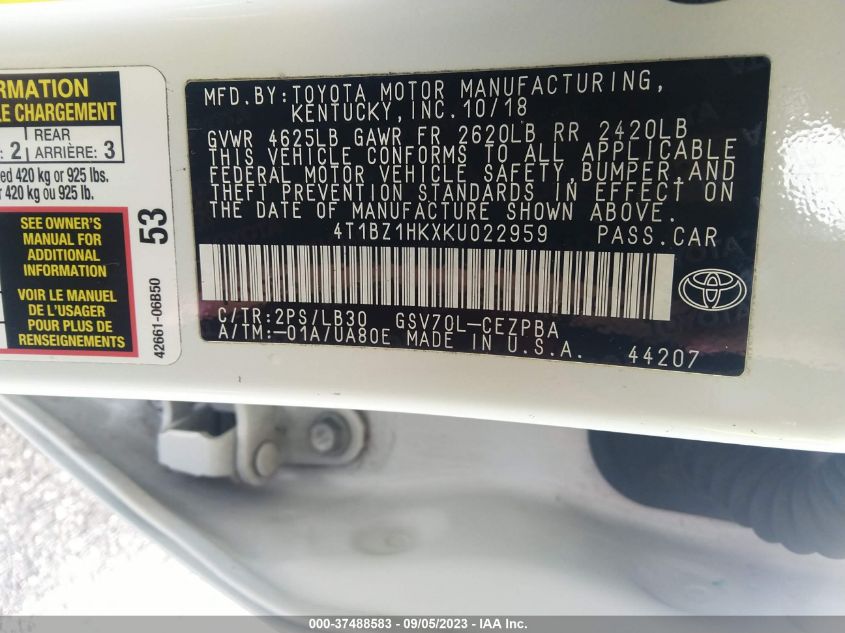 RMATION
LE CHARGEMENT
: 2 REAR ARRIÈRE: 3
ed 420 kg or 925 lbs.
r 420 kg ou 925 lb.
SEE OWNER'S
MANUAL FOR
ADDITIONAL
INFORMATION
VOIR LE MANUEL
DE L'USAGER
POUR PLUS DE
RENSEIGNEMENTS
53
42661-06B50
MFD.BY:TOYOTA MOTOR MANUFACTURING,
KENTUCKY, INC. 10/18
GVWR 4625LB GAWR FR 2620LB RR 2420LB
THIS VEHICLE CONFORMS TO ALL APPLICABLE
FEDERAL MOTOR VEHICLE SAFETY, BUMPER, AND
THEFT PREVENTION STANDARDS IN EFFECT ON
THE DATE OF MANUFACTURE SHOWN ABOVE.
4T1BZ1HKXKU022959 PASS.CAR
C/TR:2PS/LB30 GSV70L-CEZPBA
A/TM:-01A/UA80E MADE IN U.S.A. 44207
000-37488583 - 09/05/2023 - IAA Inc.